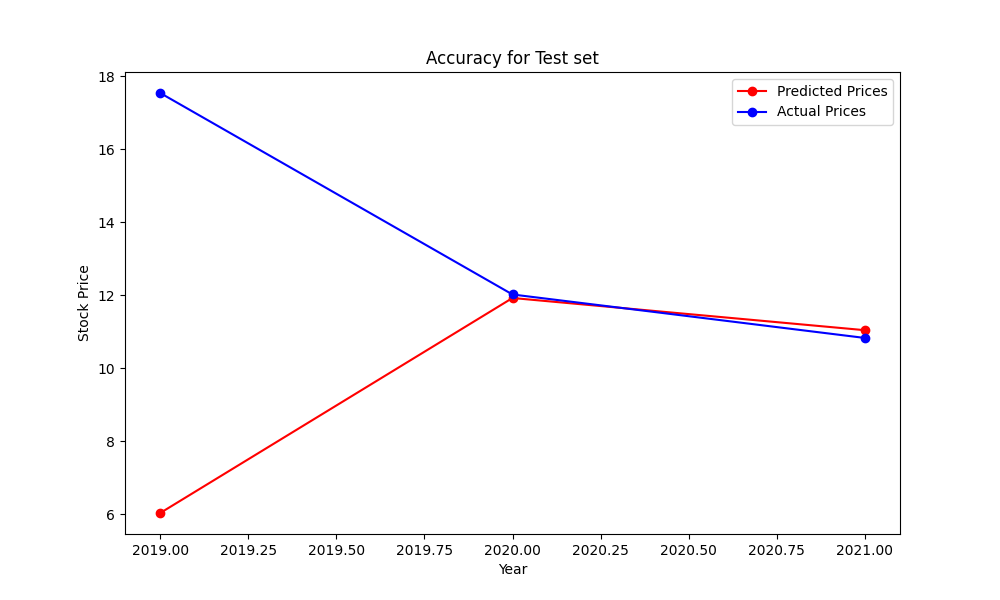 Accuracy for Test set
Predicted Prices
Actual Prices
Stock Price
18
16
14
12
10
8
6
2019.00 2019.25 2019.50 2019.75 2020.00 2020.25 2020.50 2020.75 2021.00
Year